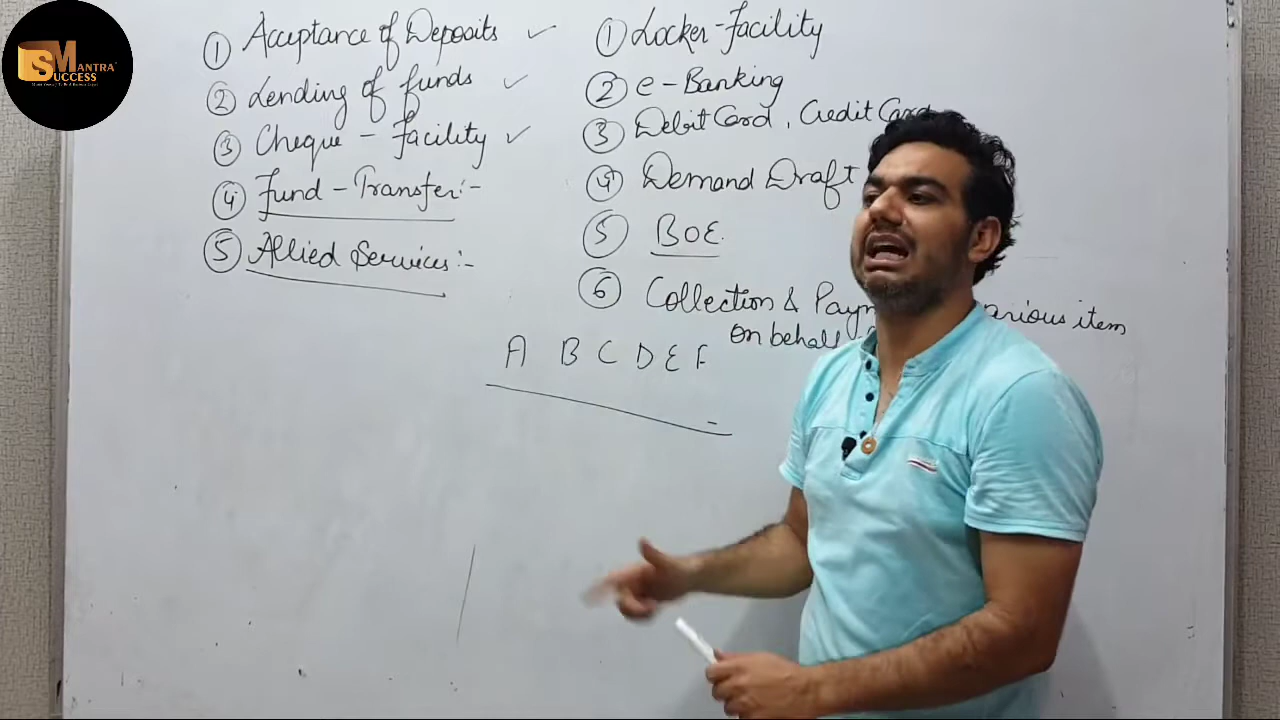 SMANTRA
SUCCESS
① Acceptance of Deposits ✓
② Lending of funds ✓
③ Cheque - facility ✓
④ Fund - Transfer:-
⑤ Allied Services:-
① Locker-facility
② e-Banking
③ Debit Card, Credit Card
④ Demand Draft
⑤ BOE.
⑥ Collection & Paym arious item
on behalf
A B C D E F